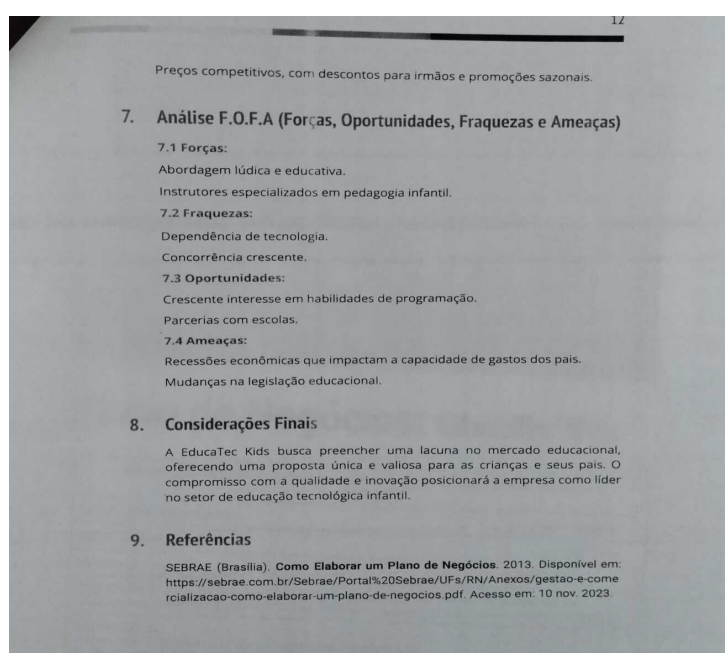 12
Preços competitivos, com descontos para irmãos e promoções sazonais.
7. Análise F.O.F.A (Forças, Oportunidades, Fraquezas e Ameaças)
7.1 Forças:
Abordagem lúdica e educativa.
Instrutores especializados em pedagogia infantil.
7.2 Fraquezas:
Dependência de tecnologia.
Concorrência crescente.
7.3 Oportunidades:
Crescente interesse em habilidades de programação.
Parcerias com escolas.
7.4 Ameaças:
Recessões econômicas que impactam a capacidade de gastos dos pais.
Mudanças na legislação educacional.
8. Considerações Finais
A EducaTec Kids busca preencher uma lacuna no mercado educacional,
oferecendo uma proposta única e valiosa para as crianças e seus pais. O
compromisso com a qualidade e inovação posicionará a empresa como líder
no setor de educação tecnológica infantil.
9. Referências
SEBRAE (Brasília). Como Elaborar um Plano de Negócios. 2013. Disponível em:
https://sebrae.com.br/Sebrae/Portal%20Sebrae/UFs/RN/Anexos/gestao-e-come
rcializacao-como-elaborar-um-plano-de-negocios.pdf. Acesso em: 10 nov. 2023.